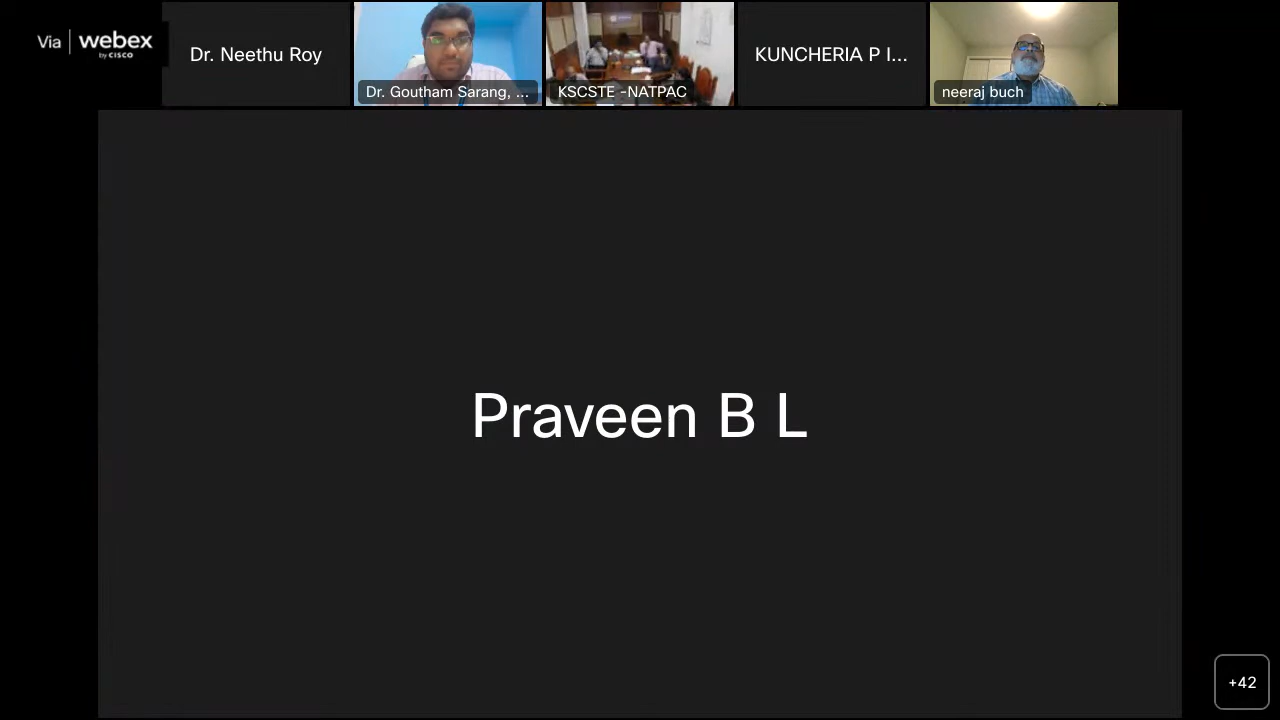 Via webex
by CISCO
Dr. Neethu Roy
Dr. Goutham Sarang, ...
KSCSTE -NATPAC
KUNCHERIA P I...
neeraj buch
Praveen B L
+42